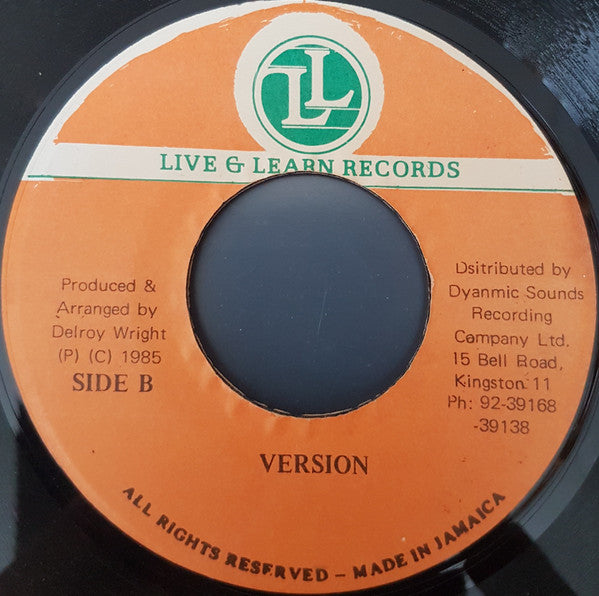 LL
LIVE & LEARN RECORDS
Produced &
Arranged by
Delroy Wright
(P) (C) 1985
SIDE B
Dsitributed by
Dyanmic Sounds
Recording
Company Ltd.
15 Bell Road,
Kingston 11
Ph: 92-39168
-39138
VERSION
ALL RIGHTS RESERVED – MADE IN JAMAICA